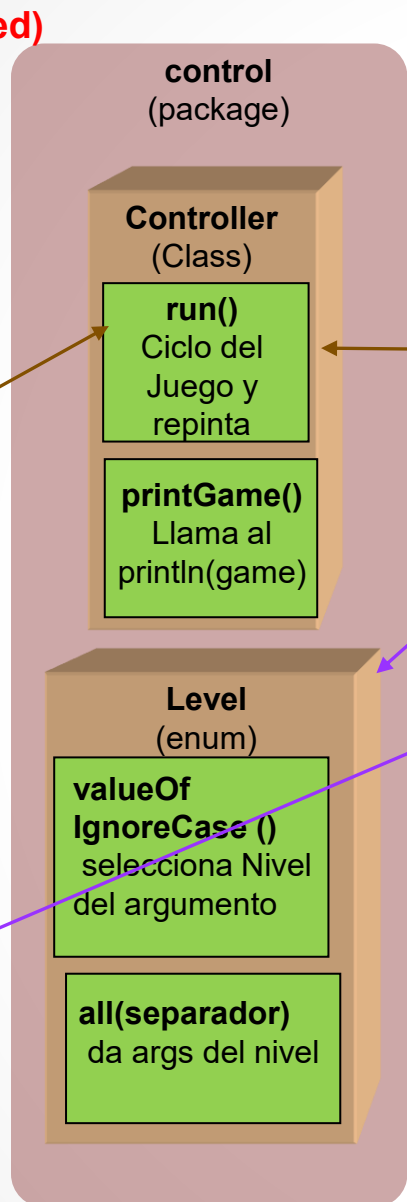 ed)
control
(package)
Controller
(Class)
run()
Ciclo del
Juego y
repinta
printGame()
Llama al
println(game)
Level
(enum)
valueOf
IgnoreCase ()
selecciona Nivel
del argumento
all(separador)
da args del nivel